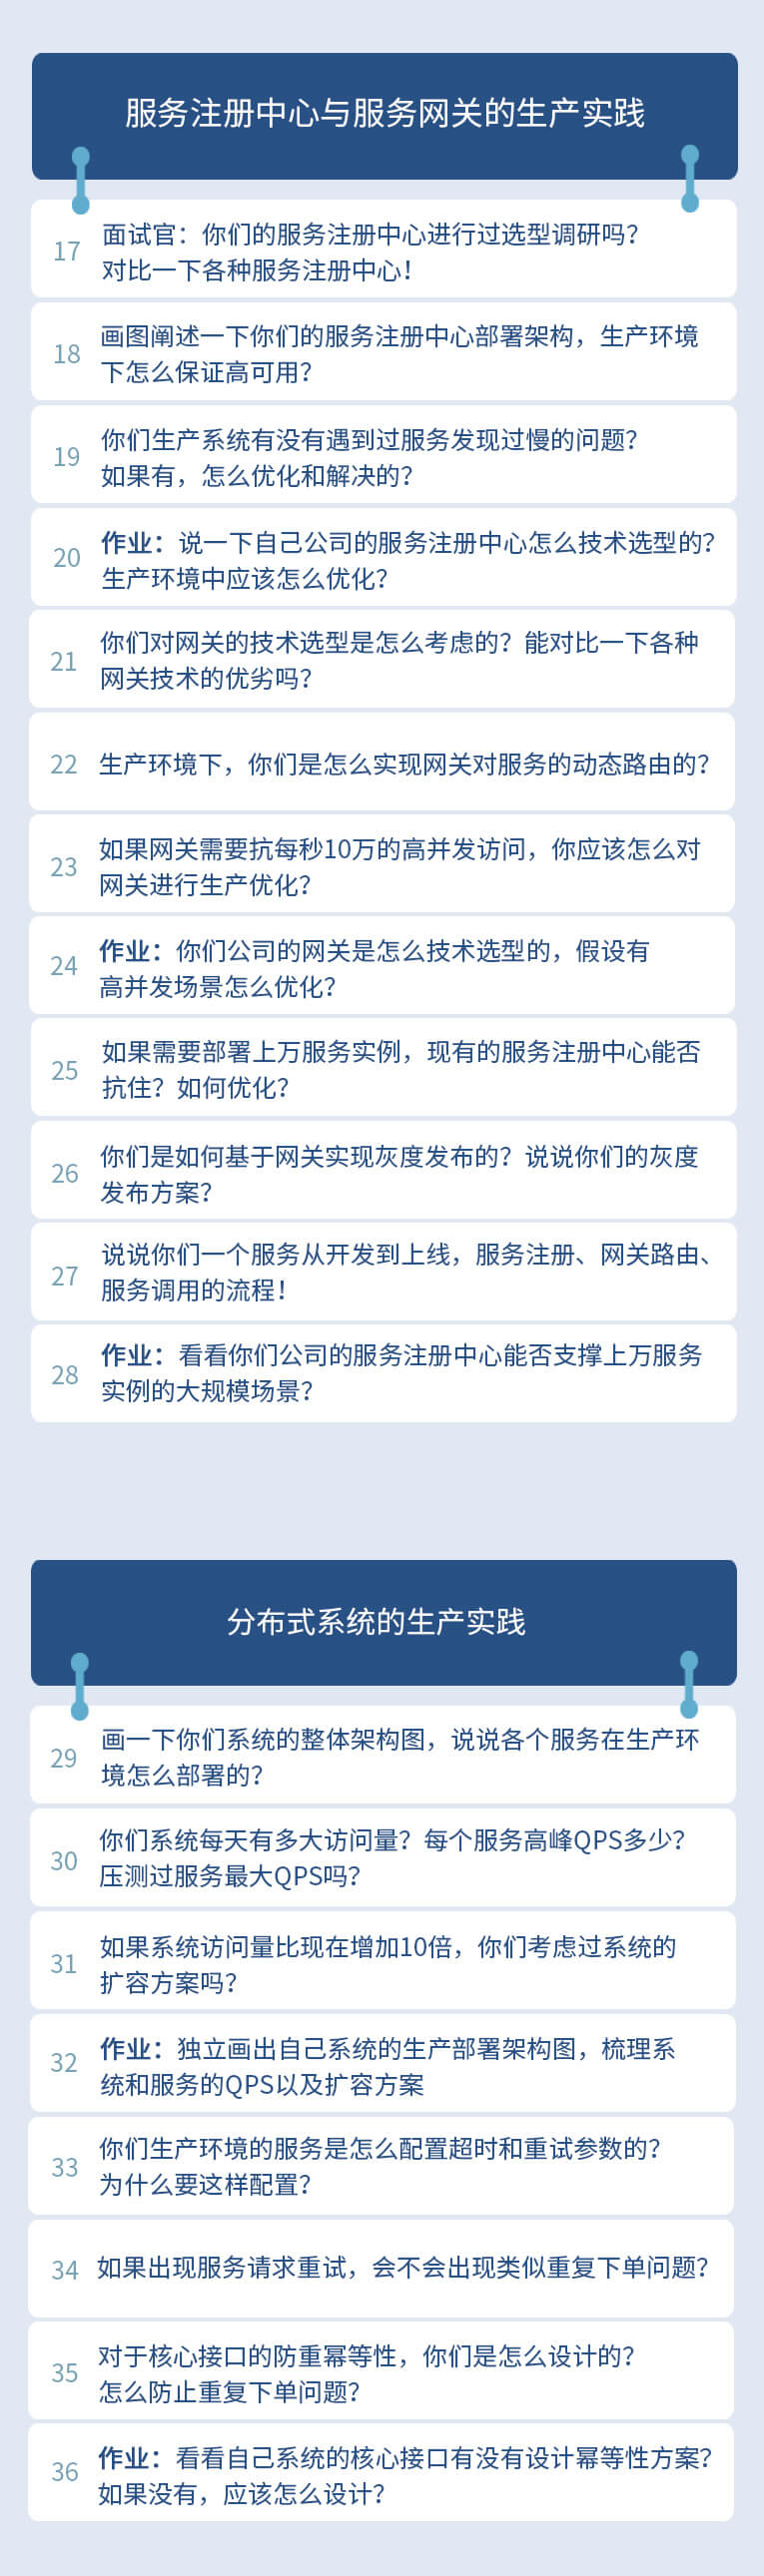 服务注册中心与服务网关的生产实践
17
面试官：你们的服务注册中心进行过选型调研吗？
对比一下各种服务注册中心！
18
画图阐述一下你们的服务注册中心部署架构，生产环境
下怎么保证高可用？
19
你们生产系统有没有遇到过服务发现过慢的问题？
如果有，怎么优化和解决的？
20
作业：说一下自己公司的服务注册中心怎么技术选型的？
生产环境中应该怎么优化？
21
你们对网关的技术选型是怎么考虑的？能对比一下各种
网关技术的优劣吗？
22
生产环境下，你们是怎么实现网关对服务的动态路由的？
23
如果网关需要抗每秒10万的高并发访问，你应该怎么对
网关进行生产优化？
24
作业：你们公司的网关是怎么技术选型的，假设有
高并发场景怎么优化？
25
如果需要部署上万服务实例，现有的服务注册中心能否
抗住？如何优化？
26
你们是如何基于网关实现灰度发布的？说说你们的灰度
发布方案？
27
说说你们一个服务从开发到上线，服务注册、网关路由、
服务调用的流程！
28
作业：看看你们公司的服务注册中心能否支撑上万服务
实例的大规模场景？
分布式系统的生产实践
29
画一下你们系统的整体架构图，说说各个服务在生产环
境怎么部署的？
30
你们系统每天有多大访问量？每个服务高峰QPS多少？
压测过服务最大QPS吗？
31
如果系统访问量比现在增加10倍，你们考虑过系统的
扩容方案吗？
32
作业：独立画出自己系统的生产部署架构图，梳理系
统和服务的QPS以及扩容方案
33
你们生产环境的服务是怎么配置超时和重试参数的？
为什么要这样配置？
34
如果出现服务请求重试，会不会出现类似重复下单问题？
35
对于核心接口的防重幂等性，你们是怎么设计的？
怎么防止重复下单问题？
36
作业：看看自己系统的核心接口有没有设计幂等性方案？
如果没有，应该怎么设计？